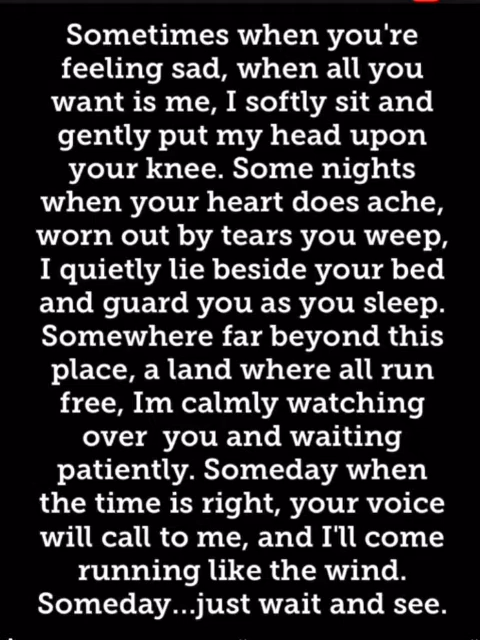 Sometimes when you're
feeling sad, when all you
want is me, I softly sit and
gently put my head upon
your knee. Some nights
when your heart does ache,
worn out by tears you weep,
I quietly lie beside your bed
and guard you as you sleep.
Somewhere far beyond this
place, a land where all run
free, Im calmly watching
over  you and waiting
patiently. Someday when
the time is right, your voice
will call to me, and I'll come
running like the wind.
Someday...just wait and see.